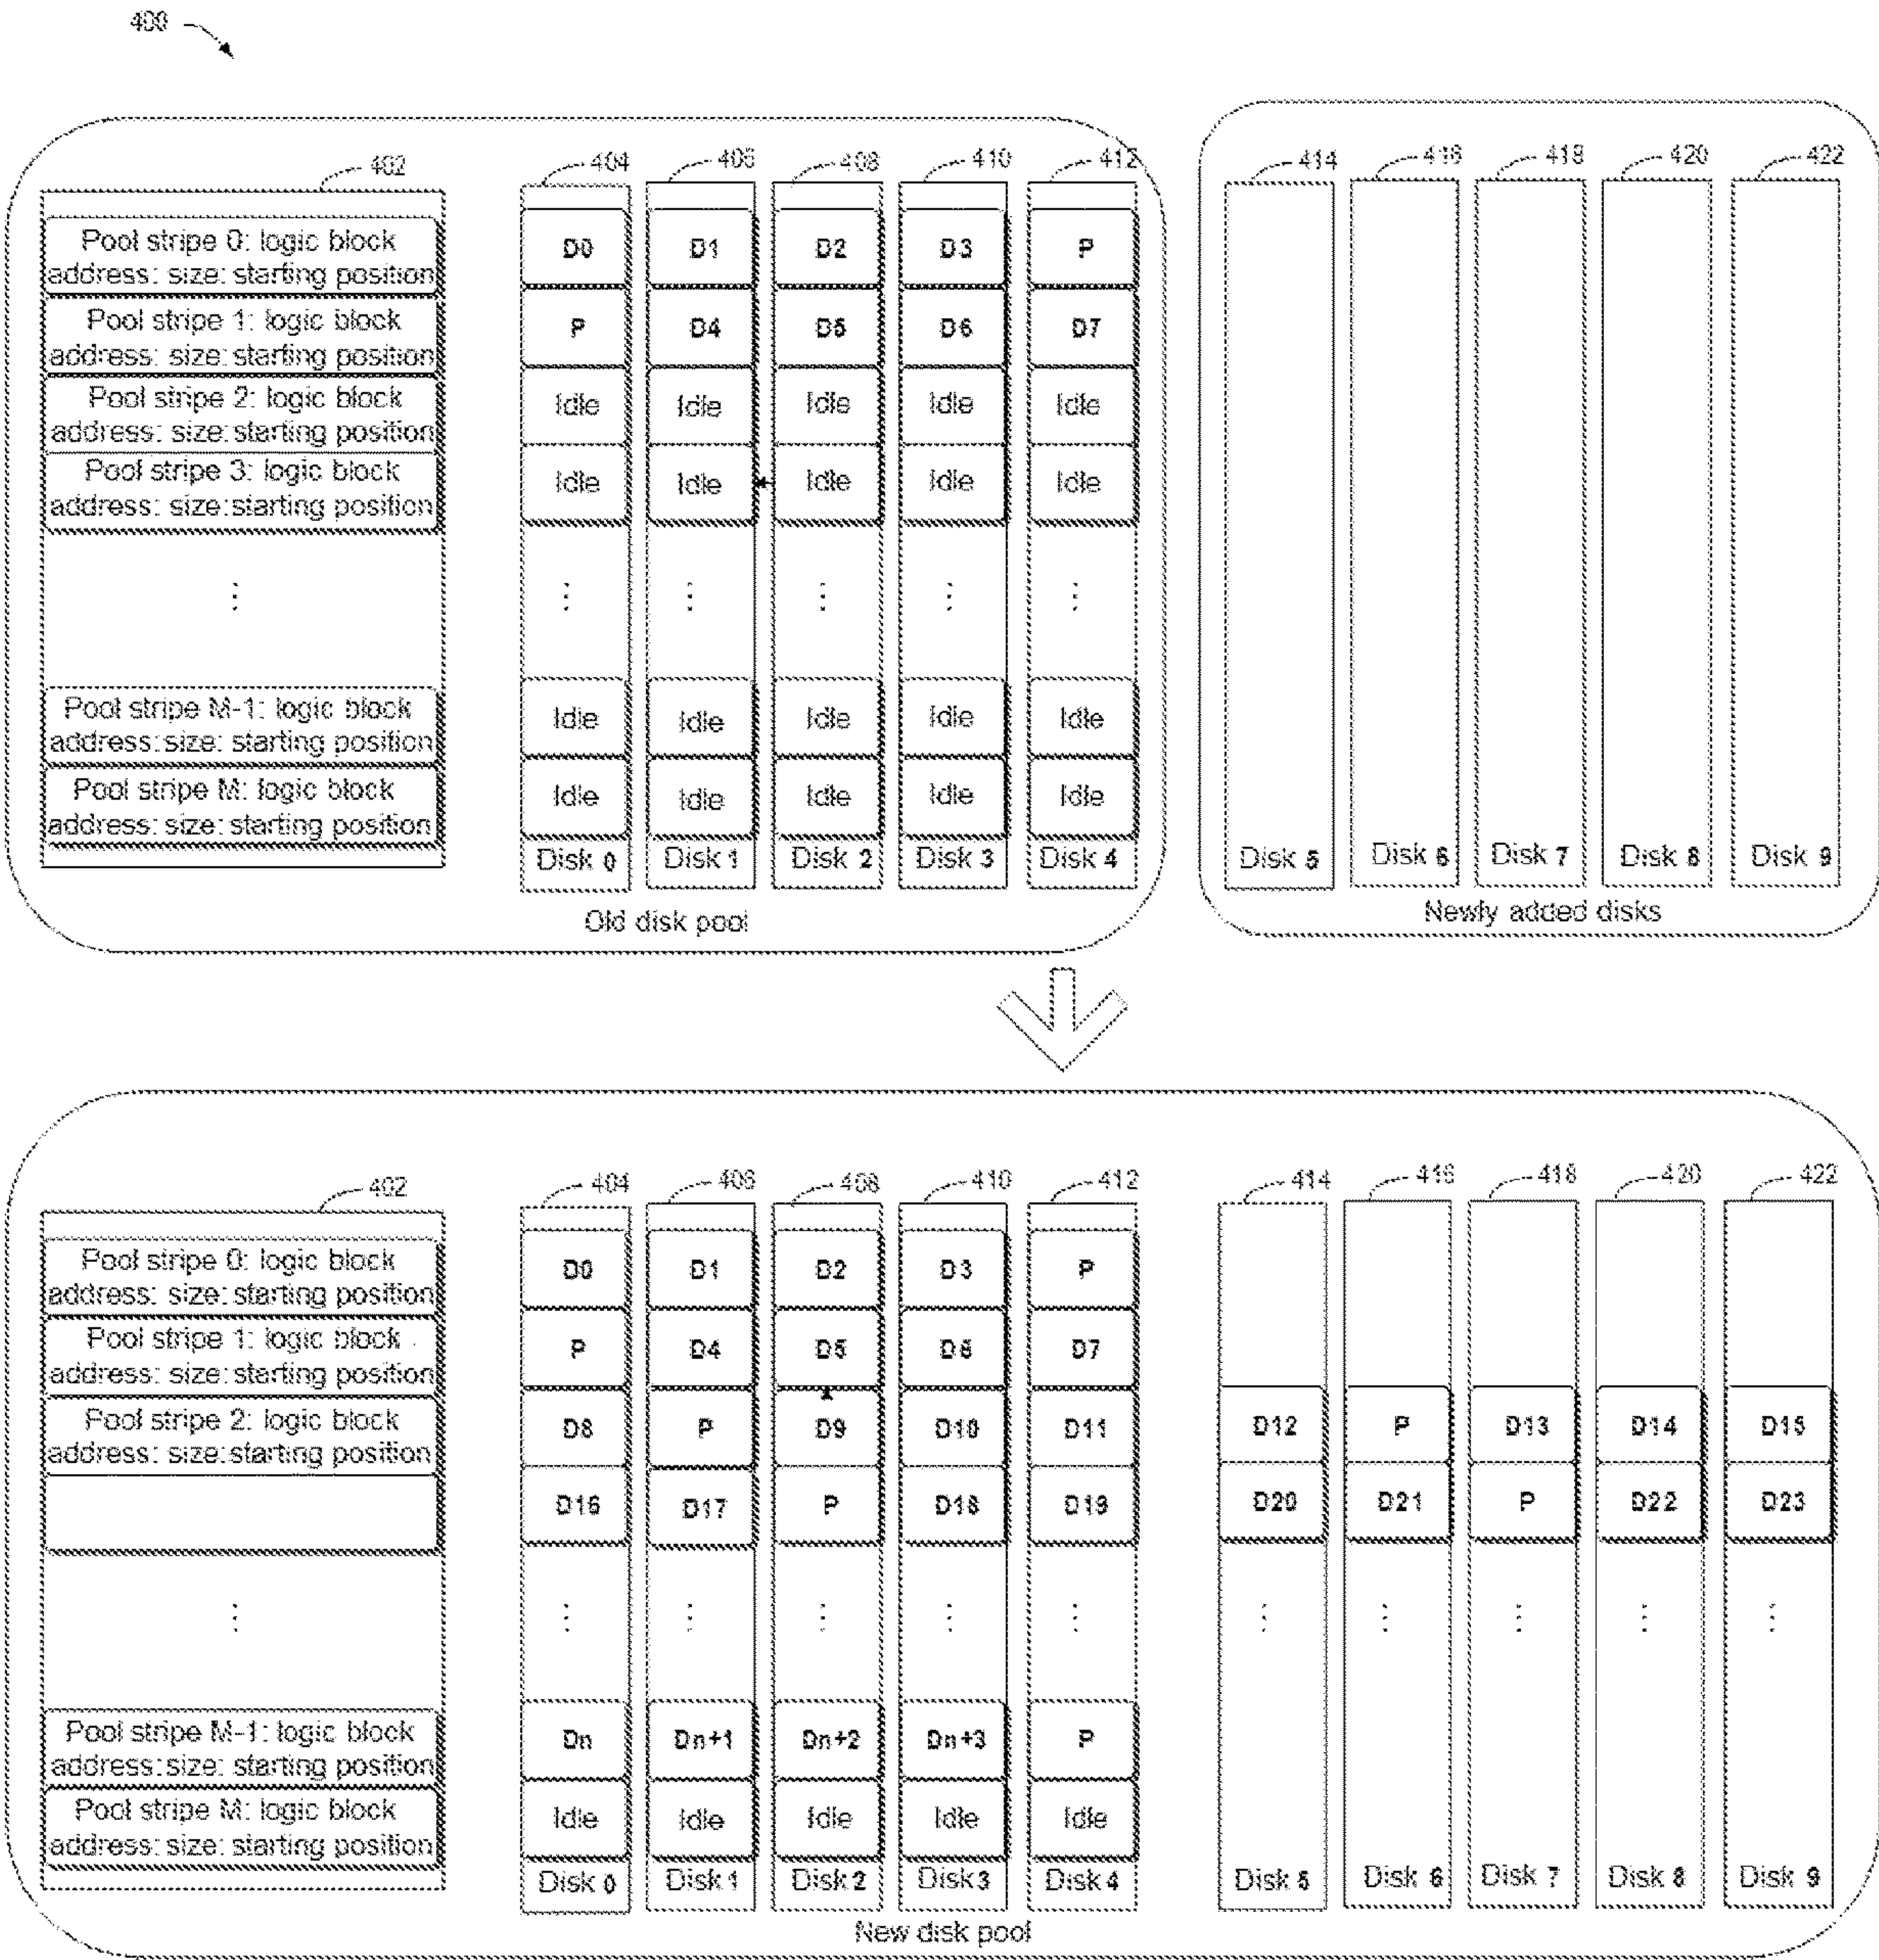 400
402
404
406
408
410
412
414
416
418
420
422
Pool stripe 0: logic block
address: size: starting position
D0 D1 D2 D3 P
Pool stripe 1: logic block
address: size: starting position
P D4 D5 D6 D7
Pool stripe 2: logic block
address: size: starting position
Idle Idle Idle Idle Idle
Pool stripe 3: logic block
address: size: starting position
Idle Idle Idle Idle Idle
Pool stripe M-1: logic block
address: size: starting position
Idle Idle Idle Idle Idle
Pool stripe M: logic block
address: size: starting position
Idle Idle Idle Idle Idle
Disk 0 Disk 1 Disk 2 Disk 3 Disk 4
Disk 5 Disk 6 Disk 7 Disk 8 Disk 9
Old disk pool
Newly added disks
402
404
406
408
410
412
414
416
418
420
422
Pool stripe 0: logic block
address: size: starting position
D0 D1 D2 D3 P
Pool stripe 1: logic block
address: size: starting position
P D4 D5 D6 D7
Pool stripe 2: logic block
address: size: starting position
D8 P D9 D10 D11 D12 P D13 D14 D15
D16 D17 P D18 D19 D20 D21 P D22 D23
Pool stripe M-1: logic block
address: size: starting position
Dn Dn+1 Dn+2 Dn+3 P
Pool stripe M: logic block
address: size: starting position
Idle Idle Idle Idle Idle
Disk 0 Disk 1 Disk 2 Disk 3 Disk 4 Disk 5 Disk 6 Disk 7 Disk 8 Disk 9
New disk pool